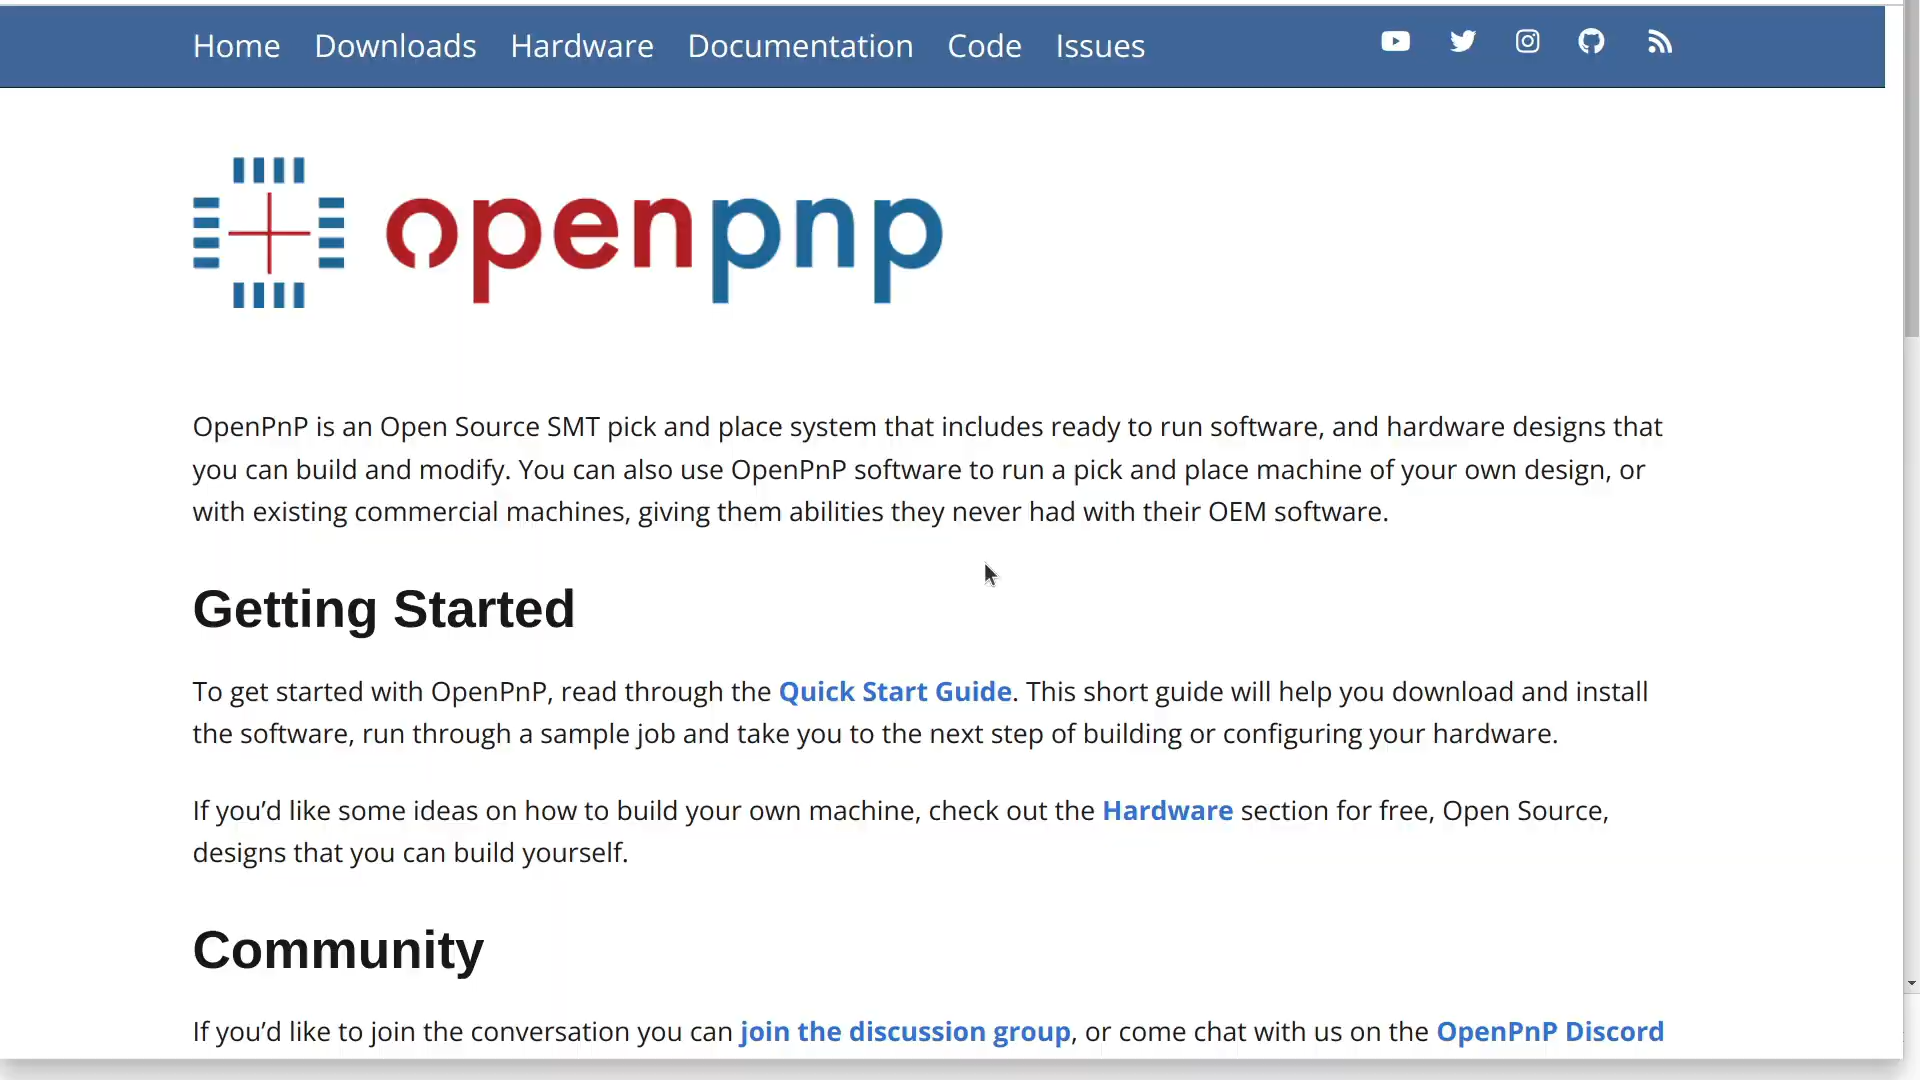 Home Downloads Hardware Documentation Code Issues
openpnp
OpenPnP is an Open Source SMT pick and place system that includes ready to run software, and hardware designs that
you can build and modify. You can also use OpenPnP software to run a pick and place machine of your own design, or
with existing commercial machines, giving them abilities they never had with their OEM software.
Getting Started
To get started with OpenPnP, read through the Quick Start Guide. This short guide will help you download and install
the software, run through a sample job and take you to the next step of building or configuring your hardware.
If you’d like some ideas on how to build your own machine, check out the Hardware section for free, Open Source,
designs that you can build yourself.
Community
If you’d like to join the conversation you can join the discussion group, or come chat with us on the OpenPnP Discord